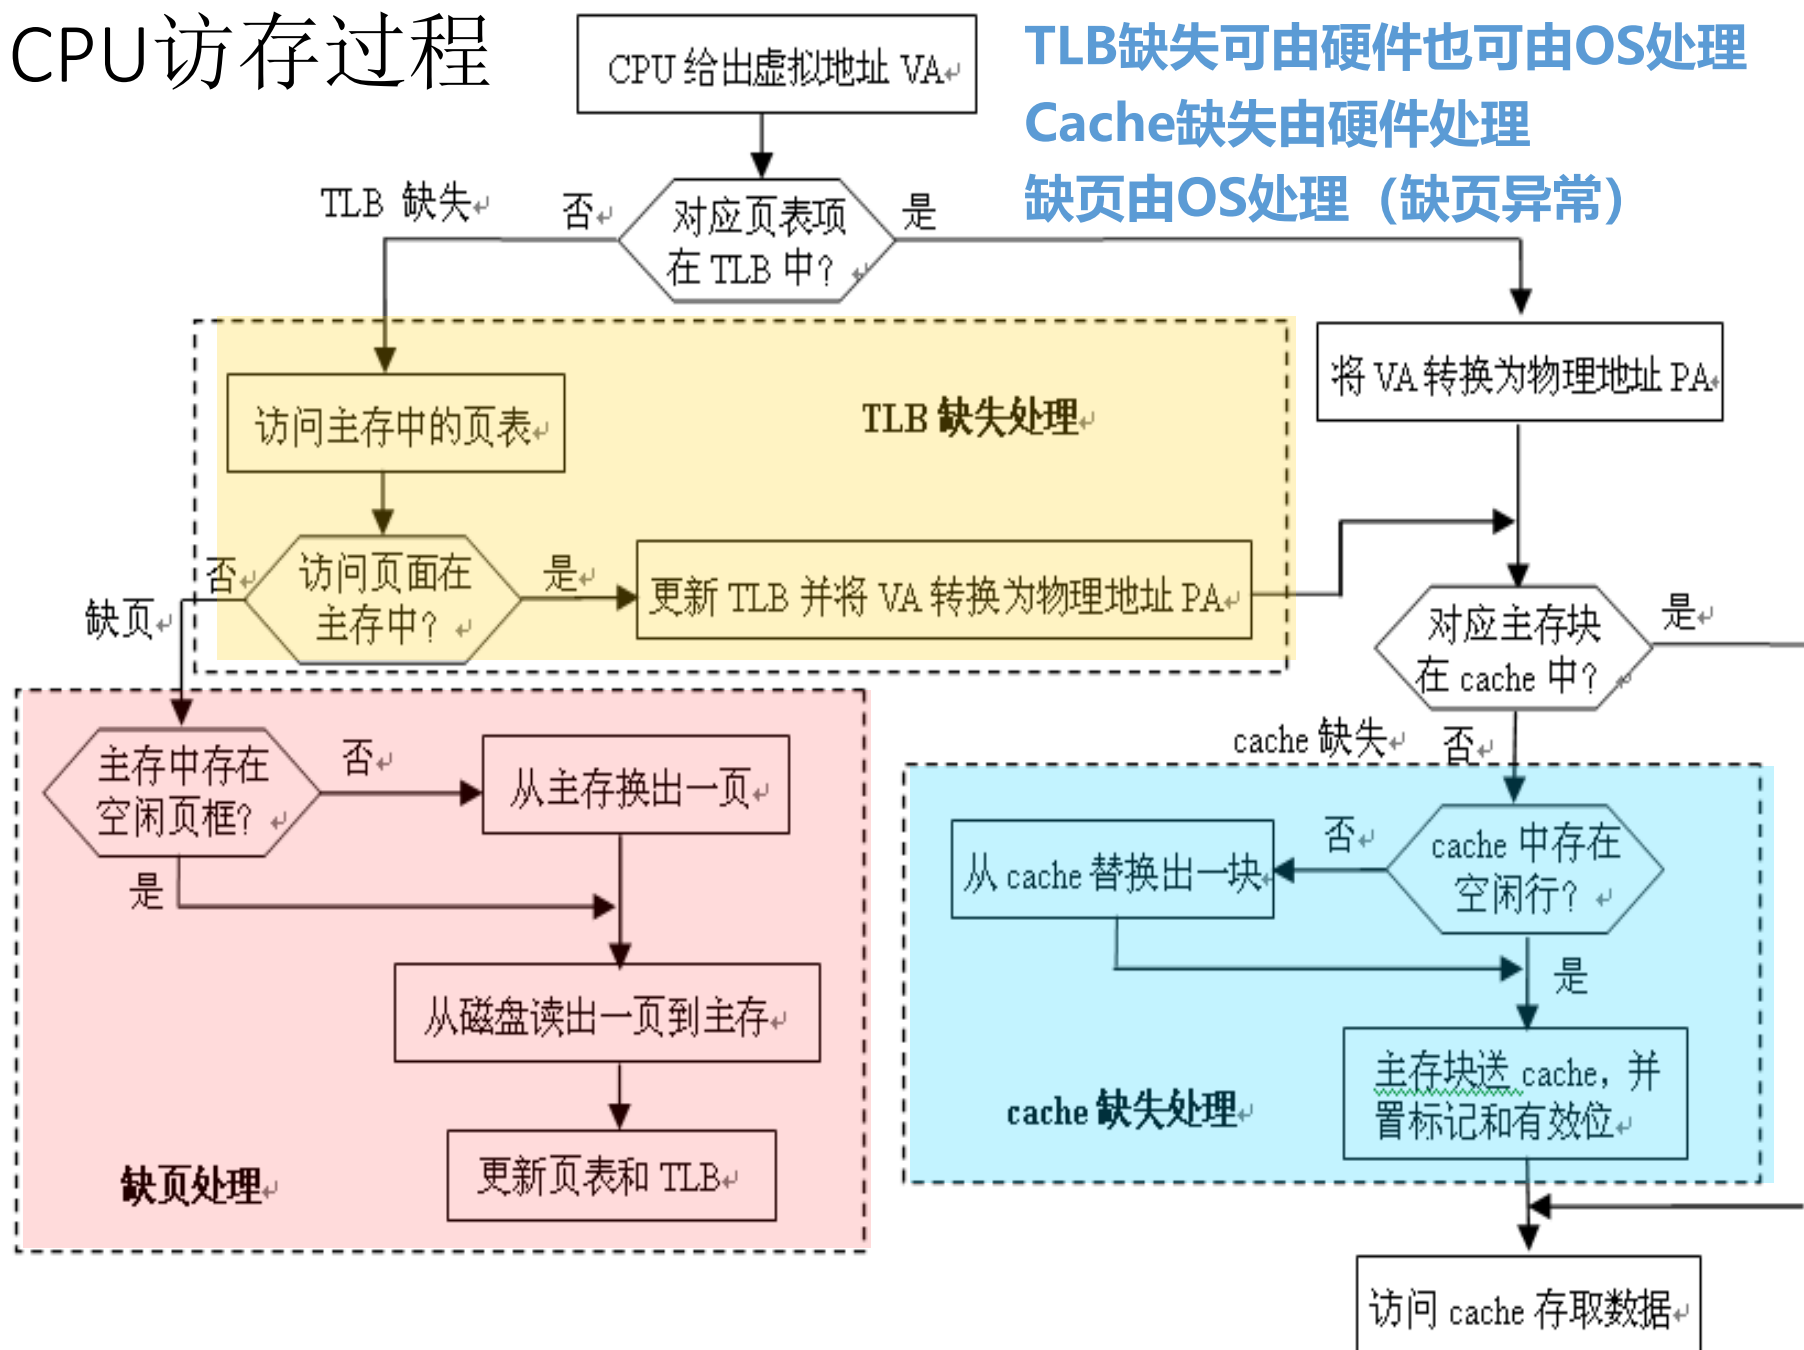 CPU访存过程
CPU 给出虚拟地址 VA
TLB缺失可由硬件也可由OS处理
Cache缺失由硬件处理
缺页由OS处理（缺页异常）
TLB 缺失
否
对应页表项
在 TLB 中?
是
访问主存中的页表
TLB 缺失处理
将 VA 转换为物理地址 PA
否
访问页面在
主存中?
是
更新 TLB 并将 VA 转换为物理地址 PA
缺页
对应主存块
在 cache 中?
是
主存中存在
空闲页框?
否
从主存换出一页
是
cache 缺失
否
从 cache 替换出一块
否
cache 中存在
空闲行?
是
从磁盘读出一页到主存
主存块送 cache，并
置标记和有效位
cache 缺失处理
缺页处理
更新页表和 TLB
访问 cache 存取数据